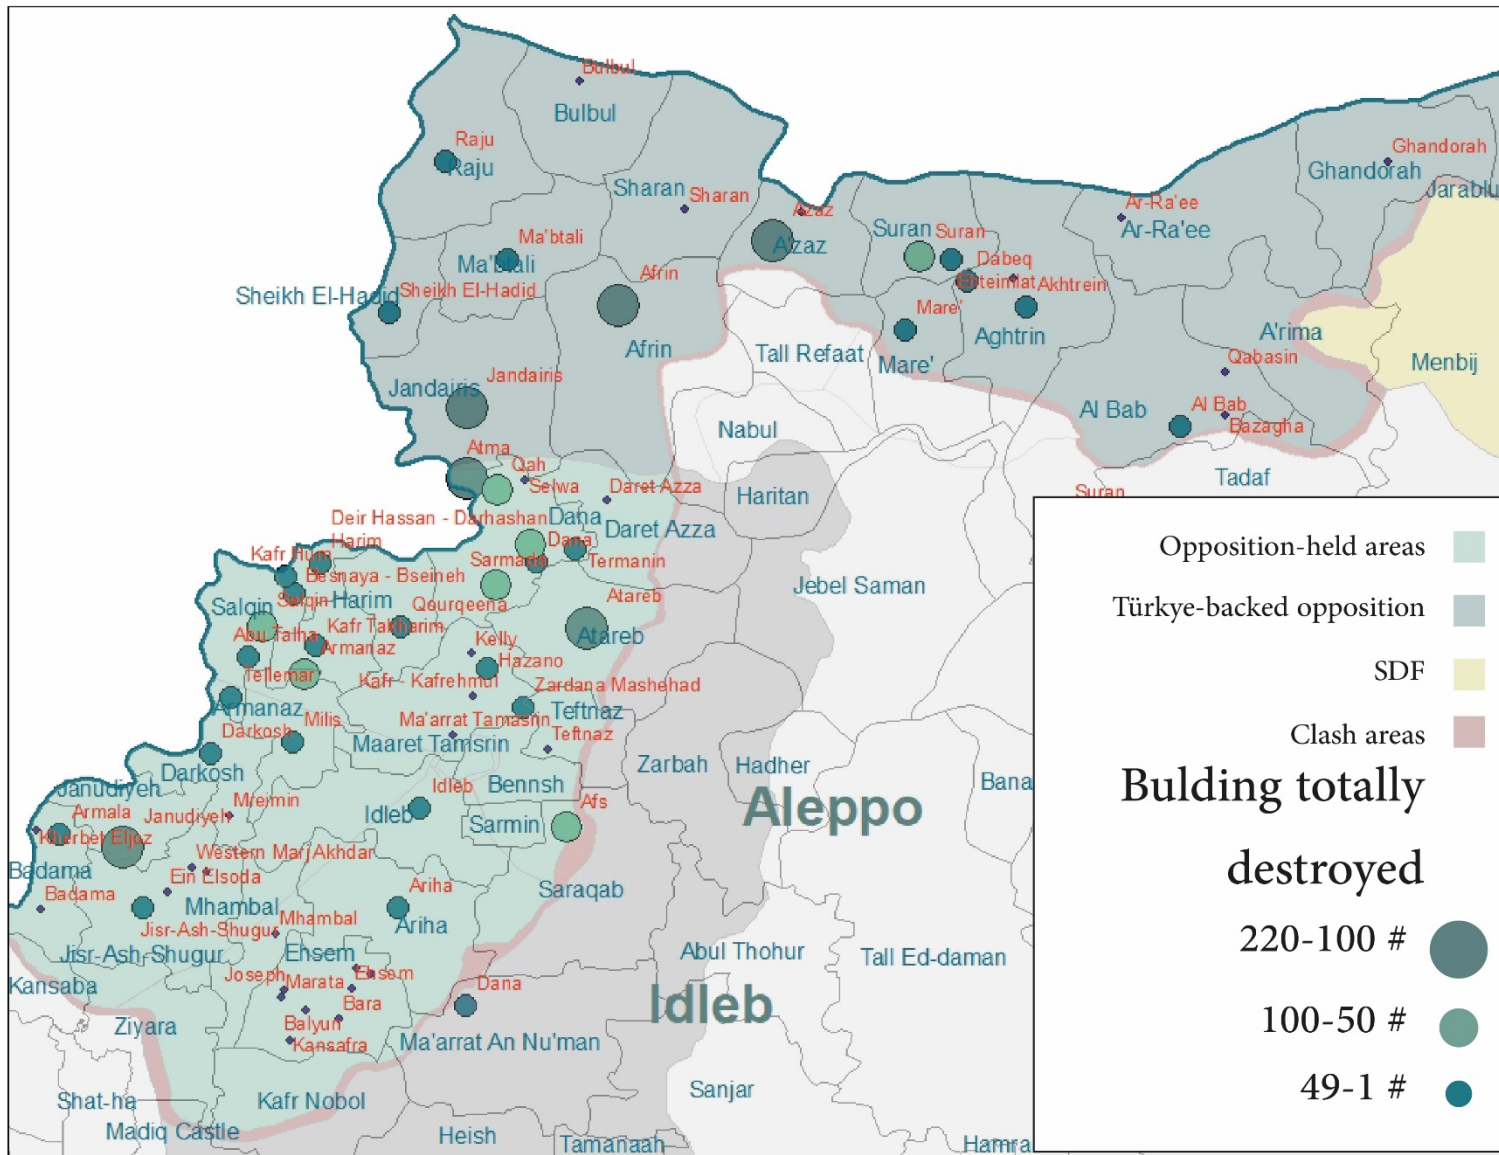 Bulbul
Bulbul
Raju
Raju
Ghandorah
Ghandorah
Jarablu
Sharan
Sharan
Azaz
A'zaz
Ar-Ra'ee
Ar-Ra'ee
Suran
Suran
Ma'btali
Ma'btali
Dabeq
Afrin
Ehteimlat
Akhtrein
Sheikh El-Hadid
Sheikh El-Hadid
Mare'
A'rima
Aghtrin
Afrin
Tall Refaat
Mare'
Qabasin
Menbij
Jandairis
Jandairis
Al Bab
Al Bab
Bazagha
Nabul
Atma
Qah
Selwa
Daret Azza
Haritan
Tadaf
Suran
Deir Hassan - Darhashan
Dana
Daret Azza
Harim
Dana
Kafr Hum
Sarmada
Termanin
Besnaya - Bseineh
Jebel Saman
Salqin
Salqin
Harim
Qourqeena
Atareb
Abu Talha
Kafr Takharim
Atareb
Armanaz
Kelly
Hazano
Tellemar
Kafr - Kafrehmul
Zardana Mashehad
Armanaz
Milis
Ma'arrat Tamasrin
Teftnaz
Darkosh
Maaret Tamsrin
Teftnaz
Darkosh
Zarbah
Hadher
Bana
Janudiyeh
Mreimin
Idleb
Bennsh
Armala
Janudiyeh
Idleb
Afs
Aleppo
Kherbet Eljoz
Sarmin
Western Marj Akhdar
Badama
Ein Elsoda
Badama
Mhambal
Ariha
Saraqab
Jisr-Ash-Shugur
Mhambal
Ariha
Jisr-Ash-Shugur
Ehsem
Abul Thohur
Tall Ed-daman
Kansaba
Joseph
Marata
Ehsem
Dana
Idleb
Bara
Ziyara
Balyun
Kansafra
Ma'arrat An Nu'man
Sanjar
Shat-ha
Kafr Nobol
Madiq Castle
Heish
Tamanaah
Hamra
Opposition-held areas
Türkye-backed opposition
SDF
Clash areas
Bulding totally
destroyed
220-100 #
100-50 #
49-1 #